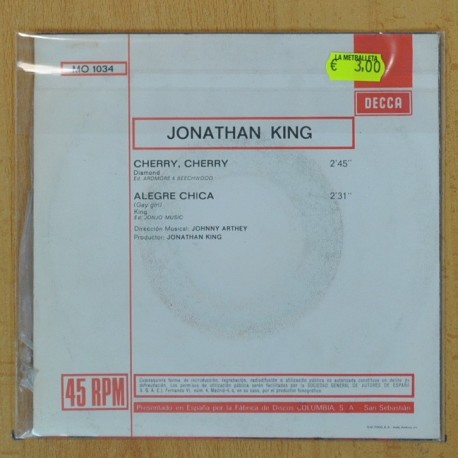 LA METRALLETA
€ 3,00
MO 1034
DECCA
JONATHAN KING
CHERRY, CHERRY 2'45"
Diamond
Ed. ARDMORE & BEECHWOOD
ALEGRE CHICA 2'31"
(Gay girl)
King
Ed. JONJO MUSIC
Dirección Musical: JOHNNY ARTHEY
Productor: JONATHAN KING
45 RPM
Presentado en España por la Fábrica de Discos COLUMBIA, S. A. San Sebastián